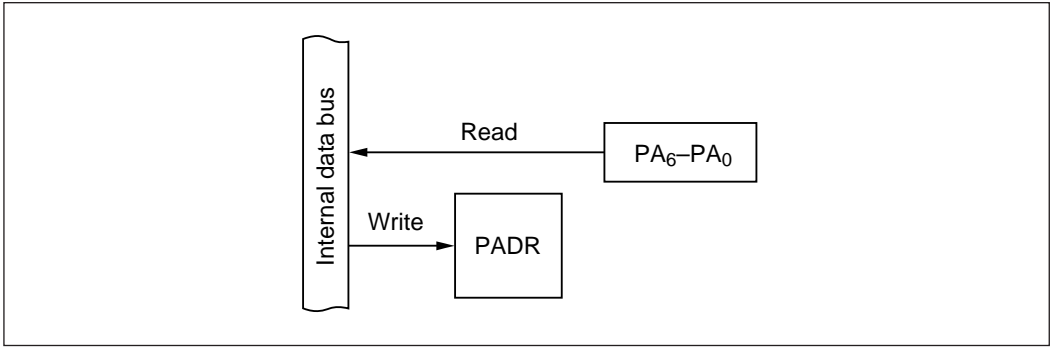 Internal data bus
Read
PA6–PA0
Write
PADR